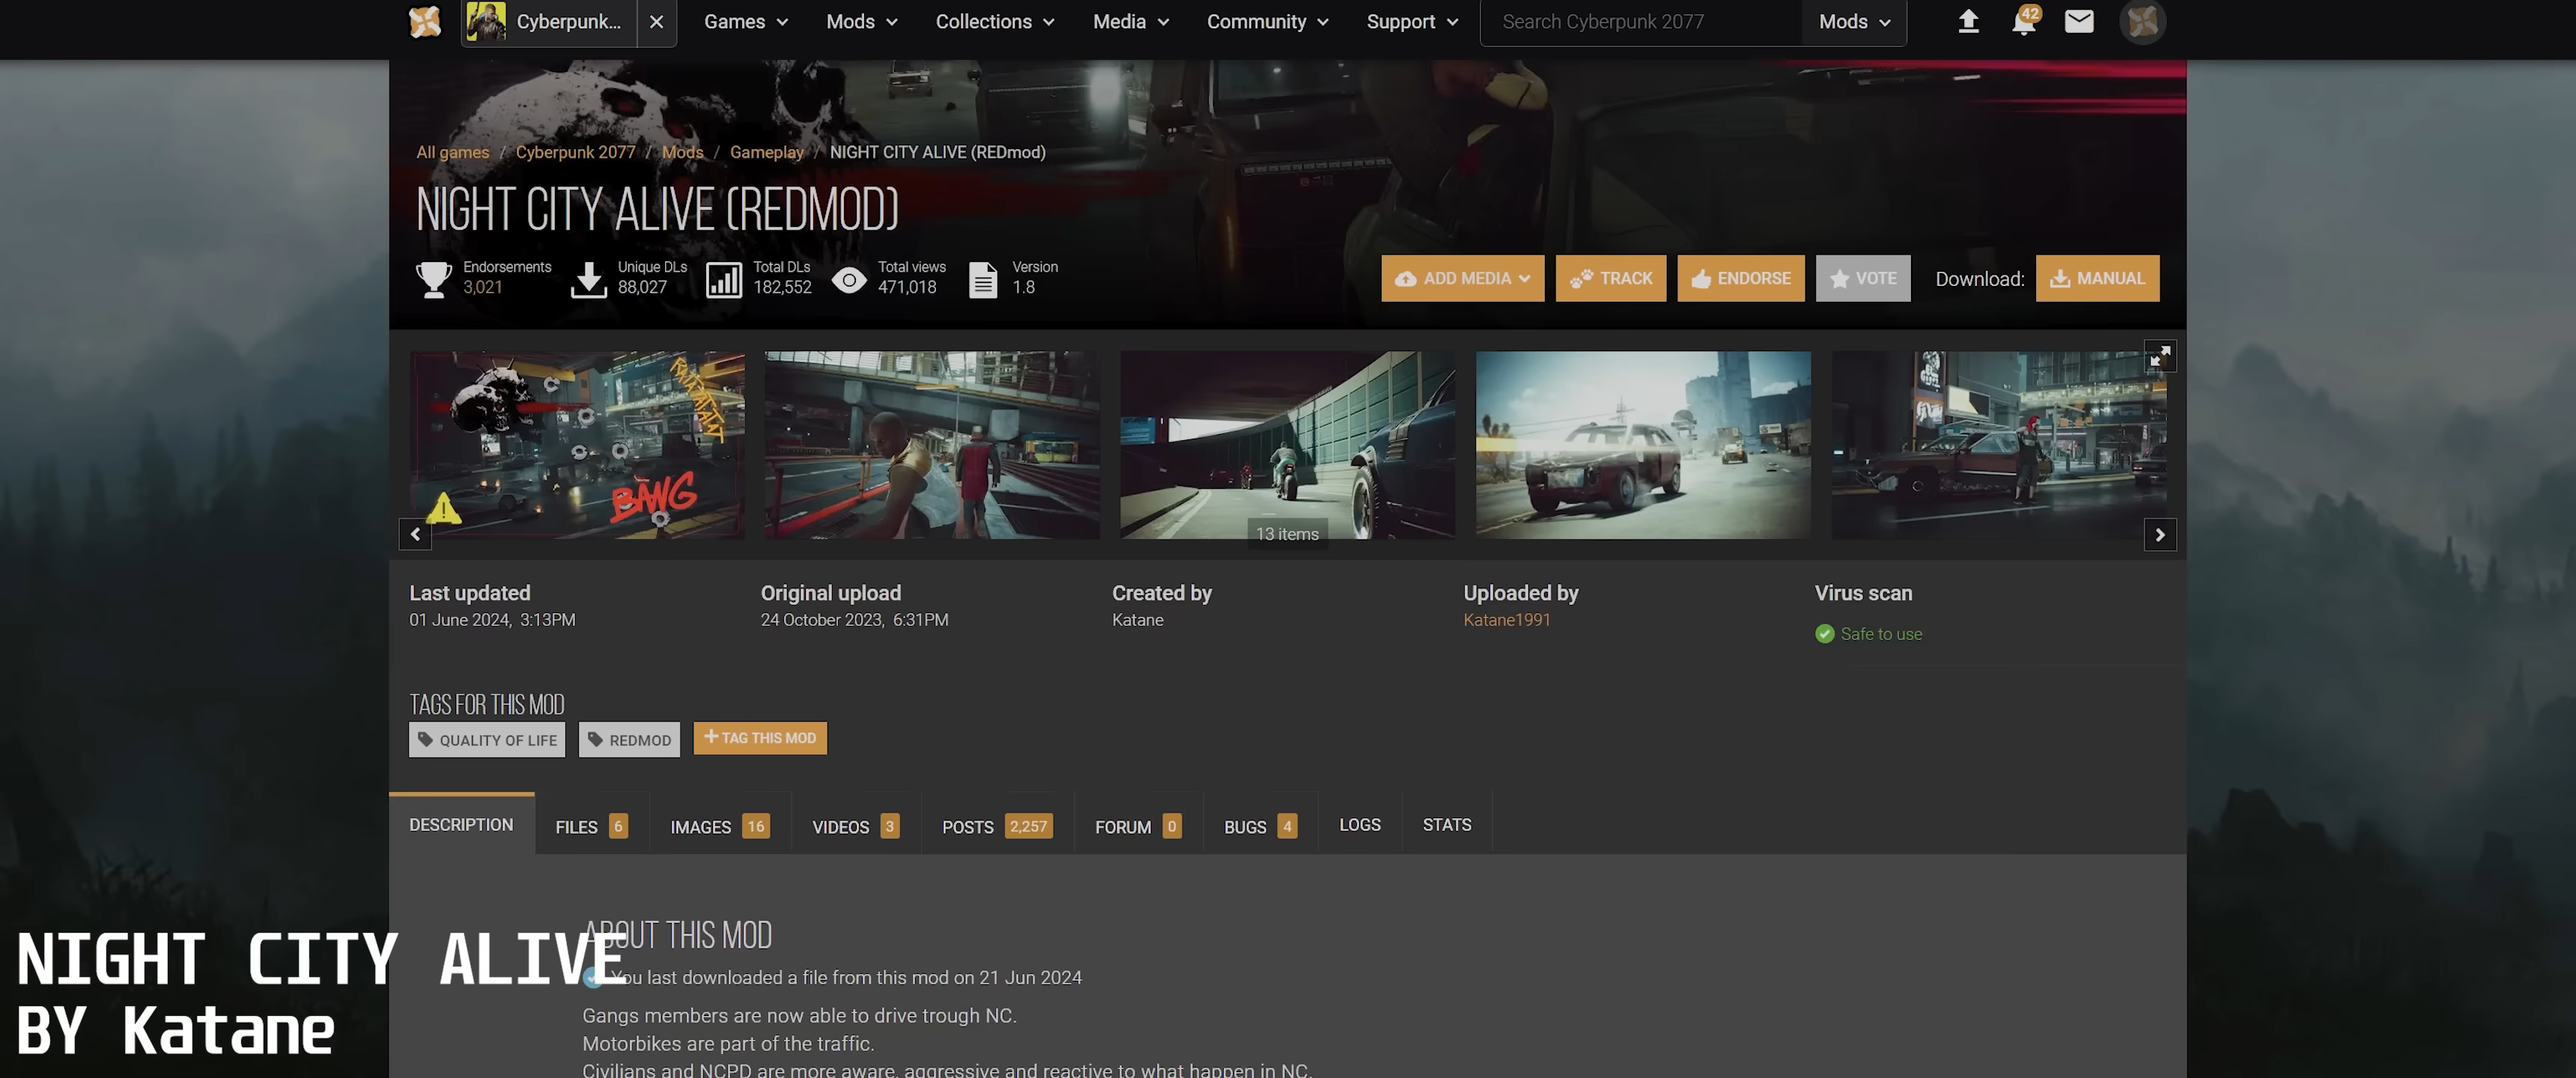 Cyberpunk...
Games
Mods
Collections
Media
Community
Support
Search Cyberpunk 2077
Mods
42
All games / Cyberpunk 2077 / Mods / Gameplay / NIGHT CITY ALIVE (REDmod)
NIGHT CITY ALIVE (REDMOD)
Endorsements
3,021
Unique DLs
88,027
Total DLs
182,552
Total views
471,018
Version
1.8
ADD MEDIA
TRACK
ENDORSE
VOTE
Download:
MANUAL
RATATATAT
BANG
13 items
Last updated
01 June 2024, 3:13PM
Original upload
24 October 2023, 6:31PM
Created by
Katane
Uploaded by
Katane1991
Virus scan
Safe to use
TAGS FOR THIS MOD
QUALITY OF LIFE
REDMOD
+ TAG THIS MOD
DESCRIPTION
FILES 6
IMAGES 16
VIDEOS 3
POSTS 2,257
FORUM 0
BUGS 4
LOGS
STATS
ABOUT THIS MOD
You last downloaded a file from this mod on 21 Jun 2024
Gangs members are now able to drive trough NC.
Motorbikes are part of the traffic.
Civilians and NCPD are more aware, aggressive and reactive to what happen in NC.
NIGHT CITY ALIVE
BY Katane